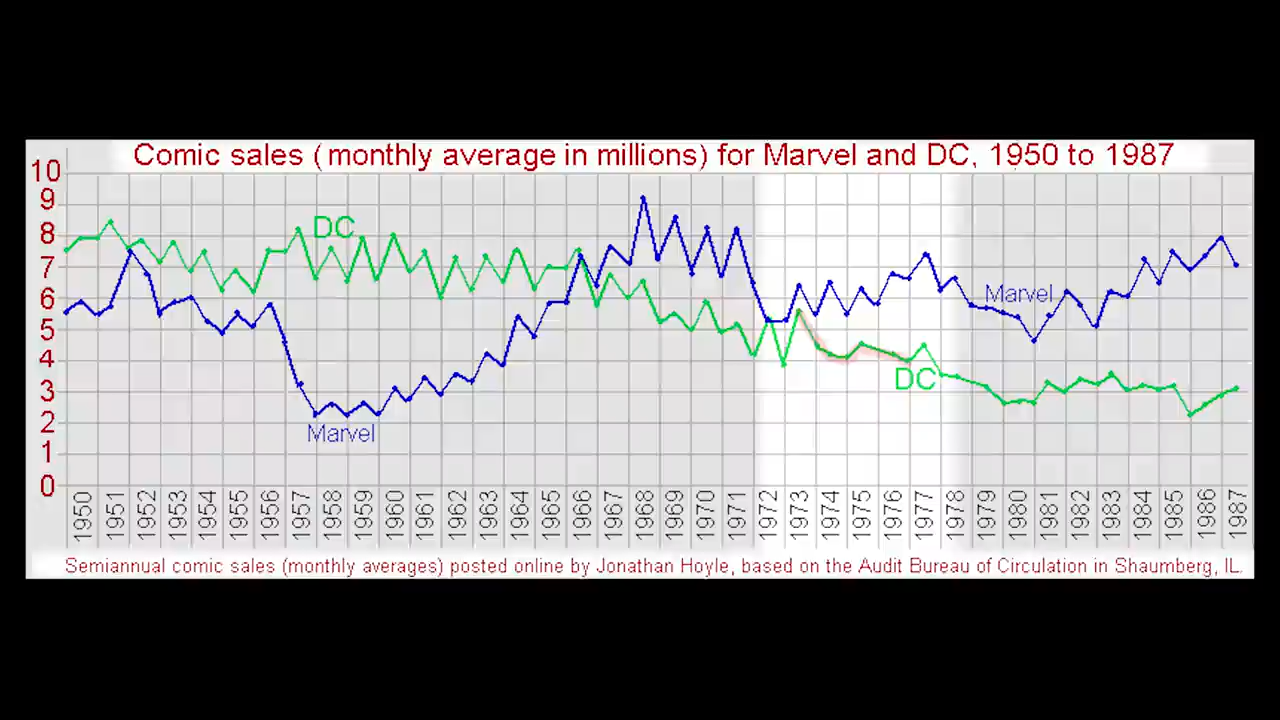 Comic sales (monthly average in millions) for Marvel and DC, 1950 to 1987
10
9
8
7
6
5
4
3
2
1
0
DC
Marvel
Marvel
DC
1950 1951 1952 1953 1954 1955 1956 1957 1958 1959 1960 1961 1962 1963 1964 1965 1966 1967 1968 1969 1970 1971 1972 1973 1974 1975 1976 1977 1978 1979 1980 1981 1982 1983 1984 1985 1986 1987
Semiannual comic sales (monthly averages) posted online by Jonathan Hoyle, based on the Audit Bureau of Circulation in Shaumberg, IL.